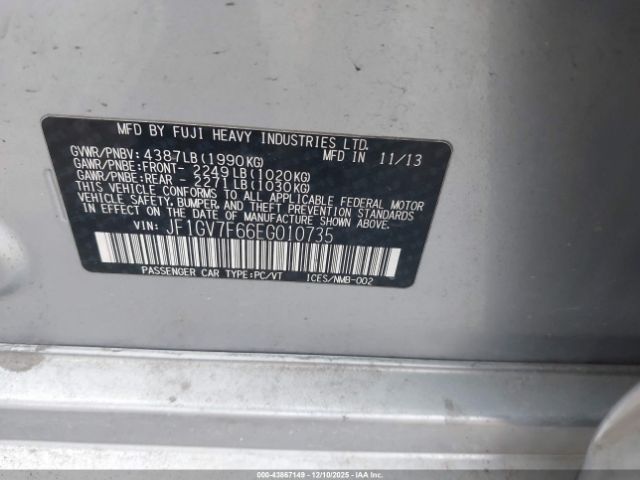 MFD BY FUJI HEAVY INDUSTRIES LTD.
GVWR/PNBV: 4387LB(1990KG) MFD IN 11/13
GAWR/PNBE:FRONT- 2249LB(1020KG)
GAWR/PNBE:REAR - 2271LB(1030KG)
THIS VEHICLE CONFORMS TO ALL APPLICABLE FEDERAL MOTOR
VEHICLE SAFETY, BUMPER, AND THEFT PREVENTION STANDARDS
IN EFFECT ON THE DATE OF MANUFACTURE SHOWN ABOVE.
VIN: JF1GV7F66EG010735
PASSENGER CAR TYPE:PC/VT ICES/NMB-002
000-43867149 - 12/10/2025 - IAA Inc.